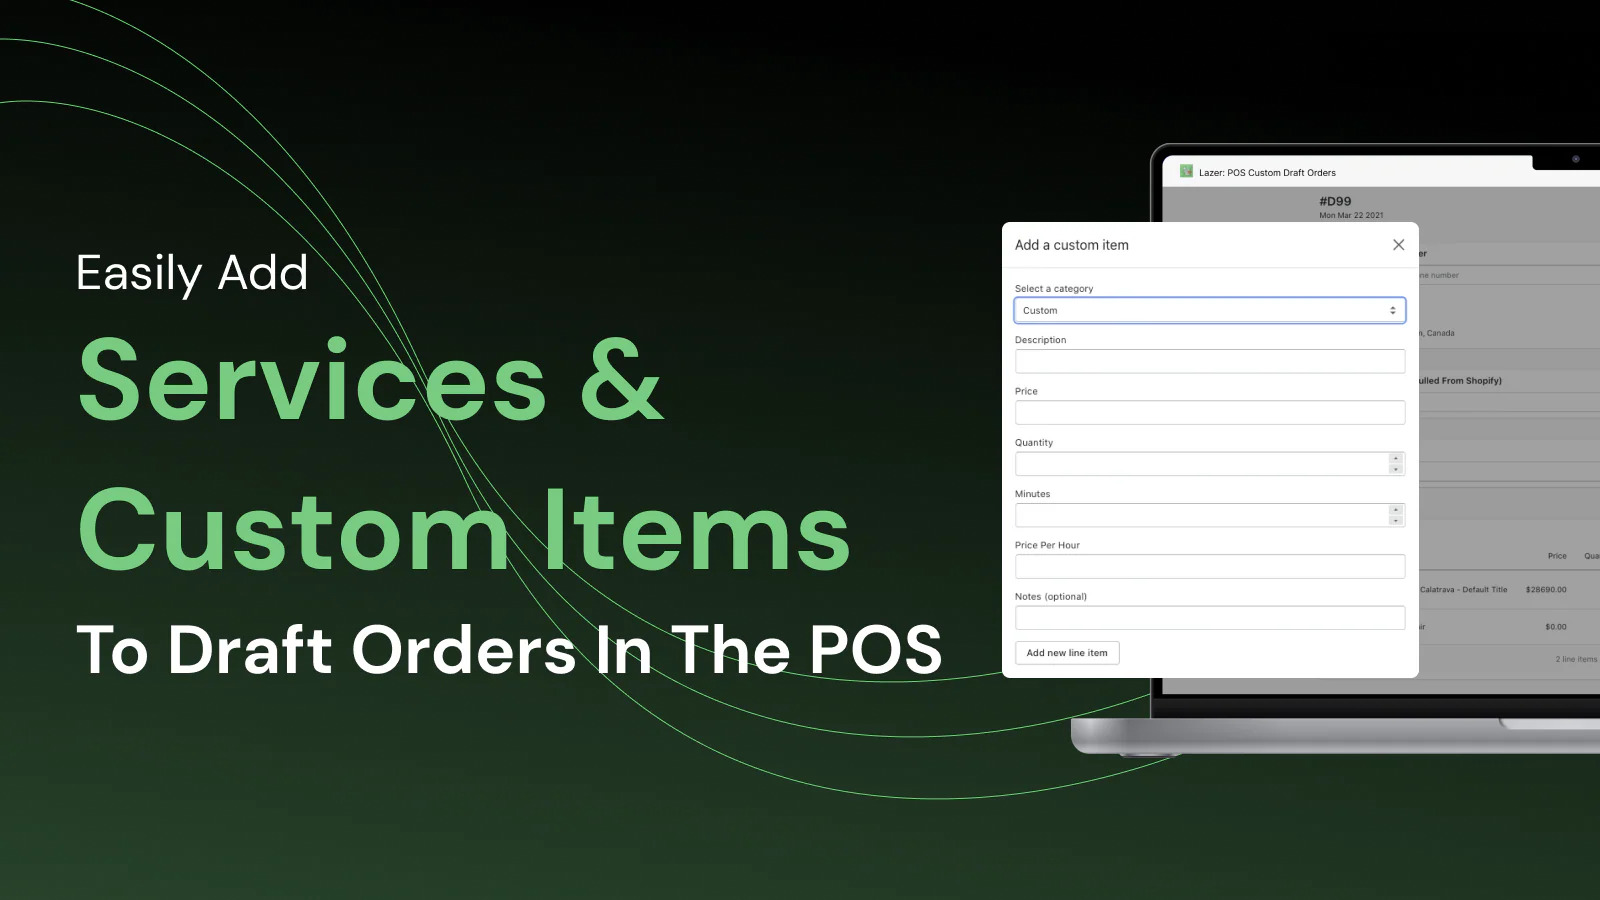 Easily Add
Services &
Custom Items
To Draft Orders In The POS
Lazer: POS Custom Draft Orders
#D99
Mon Mar 22 2021
Add a custom item
Select a category
Custom
Description
Price
Quantity
Minutes
Price Per Hour
Notes (optional)
Add new line item
number
Canada
From Shopify)
Price
Calatrava - Default Title $28690.00
$0.00
2 line items